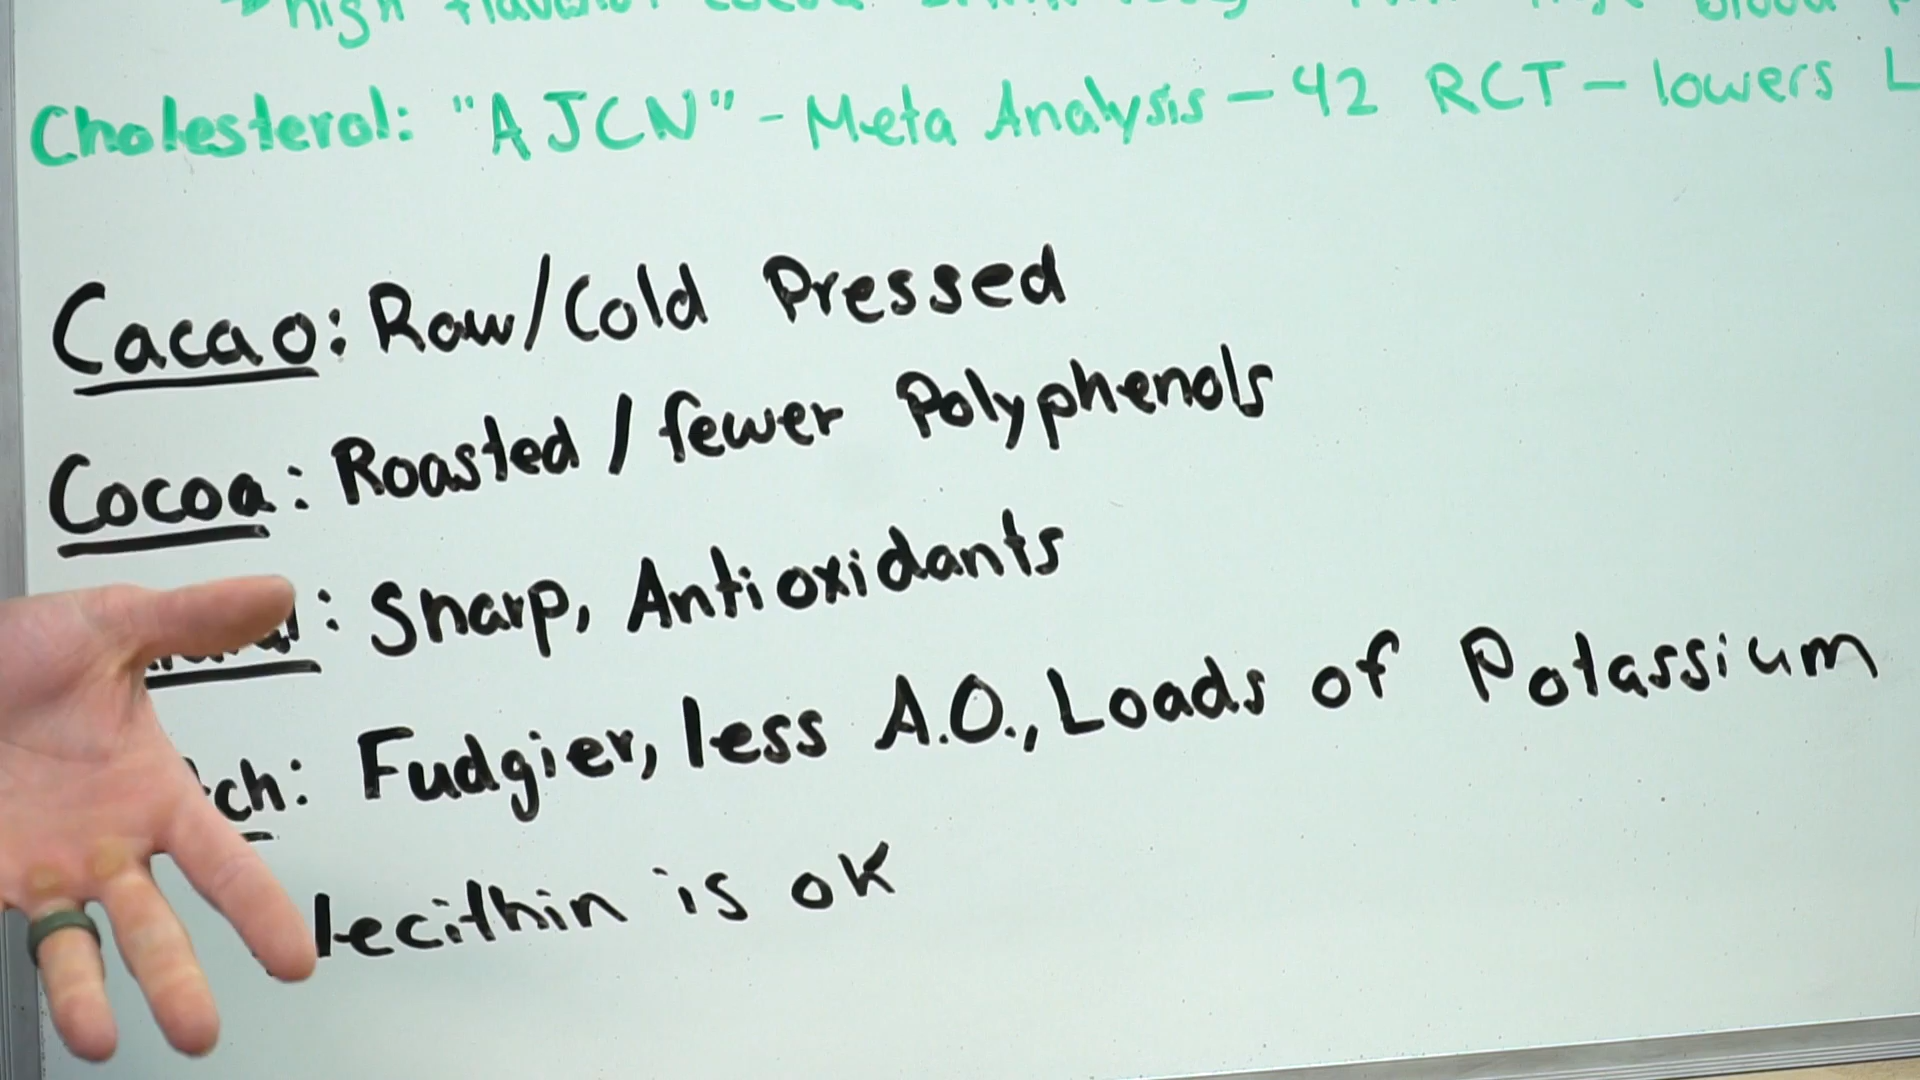 high
Cholesterol: "AJCN" - Meta Analysis - 42 RCT - lowers L
Cacao: Raw/Cold Pressed
Cocoa: Roasted / fewer Polyphenols
: Sharp, Antioxidants
ch: Fudgier, less A.O., Loads of Potassium
lecithin is ok